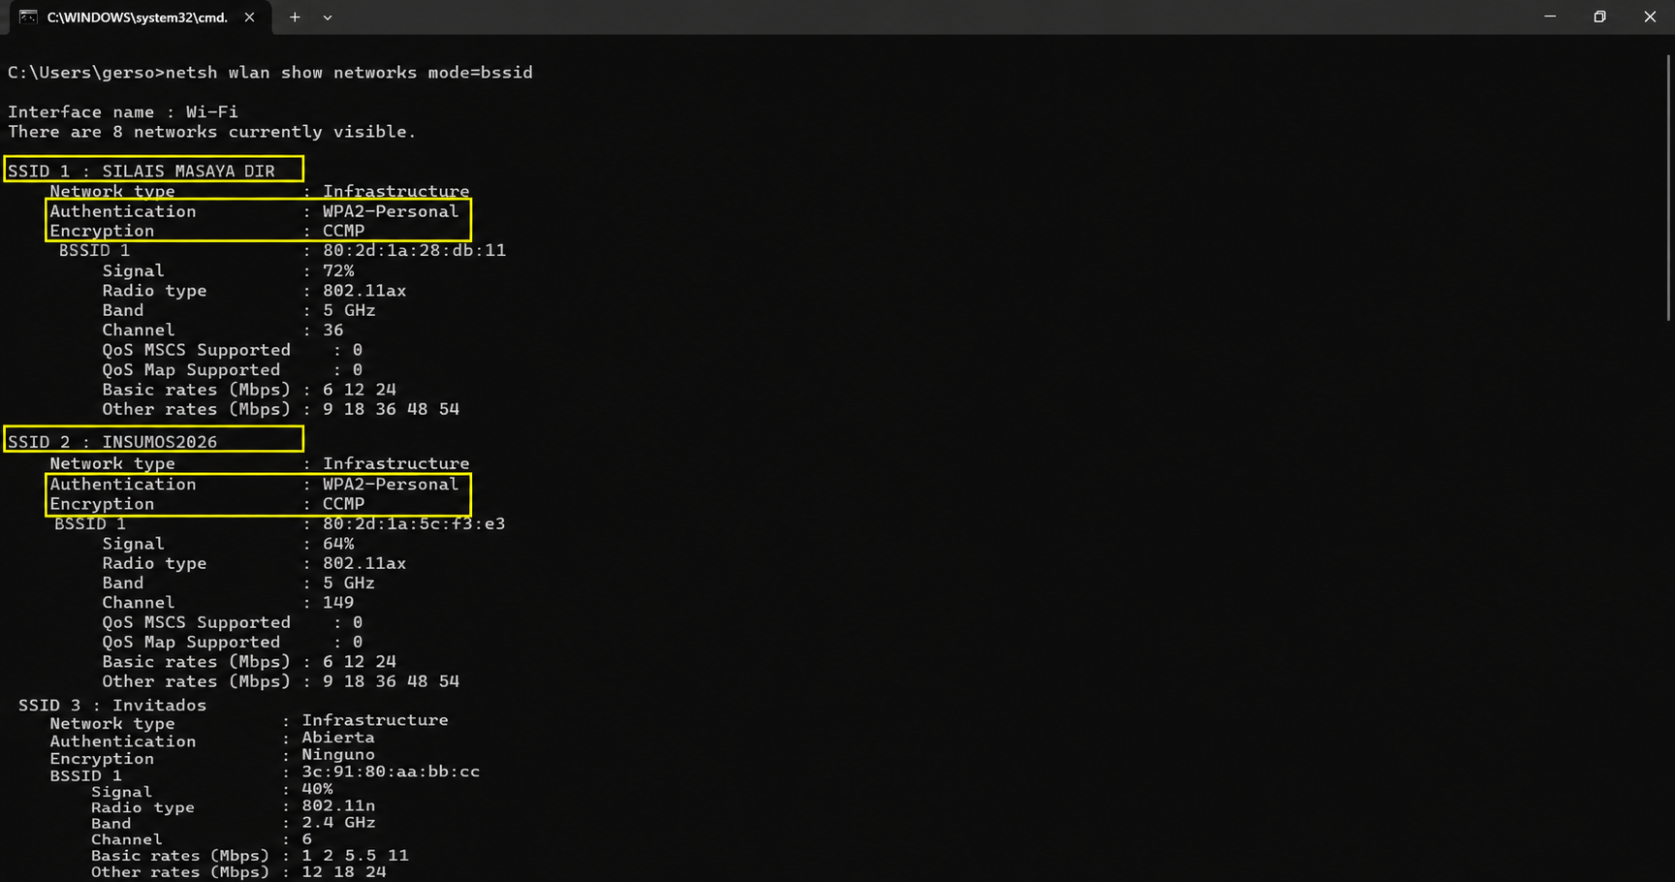 C:\WINDOWS\system32\cmd.
C:\Users\gerso>netsh wlan show networks mode=bssid
Interface name : Wi-Fi
There are 8 networks currently visible.
SSID 1 : SILAIS MASAYA DIR
Network type : Infrastructure
Authentication : WPA2-Personal
Encryption : CCMP
BSSID 1 : 80:2d:1a:28:db:11
Signal : 72%
Radio type : 802.11ax
Band : 5 GHz
Channel : 36
QoS MSCS Supported : 0
QoS Map Supported : 0
Basic rates (Mbps) : 6 12 24
Other rates (Mbps) : 9 18 36 48 54
SSID 2 : INSUMOS2026
Network type : Infrastructure
Authentication : WPA2-Personal
Encryption : CCMP
BSSID 1 : 80:2d:1a:5c:f3:e3
Signal : 64%
Radio type : 802.11ax
Band : 5 GHz
Channel : 149
QoS MSCS Supported : 0
QoS Map Supported : 0
Basic rates (Mbps) : 6 12 24
Other rates (Mbps) : 9 18 36 48 54
SSID 3 : Invitados
Network type : Infrastructure
Authentication : Abierta
Encryption : Ninguno
BSSID 1 : 3c:91:80:aa:bb:cc
Signal : 40%
Radio type : 802.11n
Band : 2.4 GHz
Channel : 6
Basic rates (Mbps) : 1 2 5.5 11
Other rates (Mbps) : 12 18 24